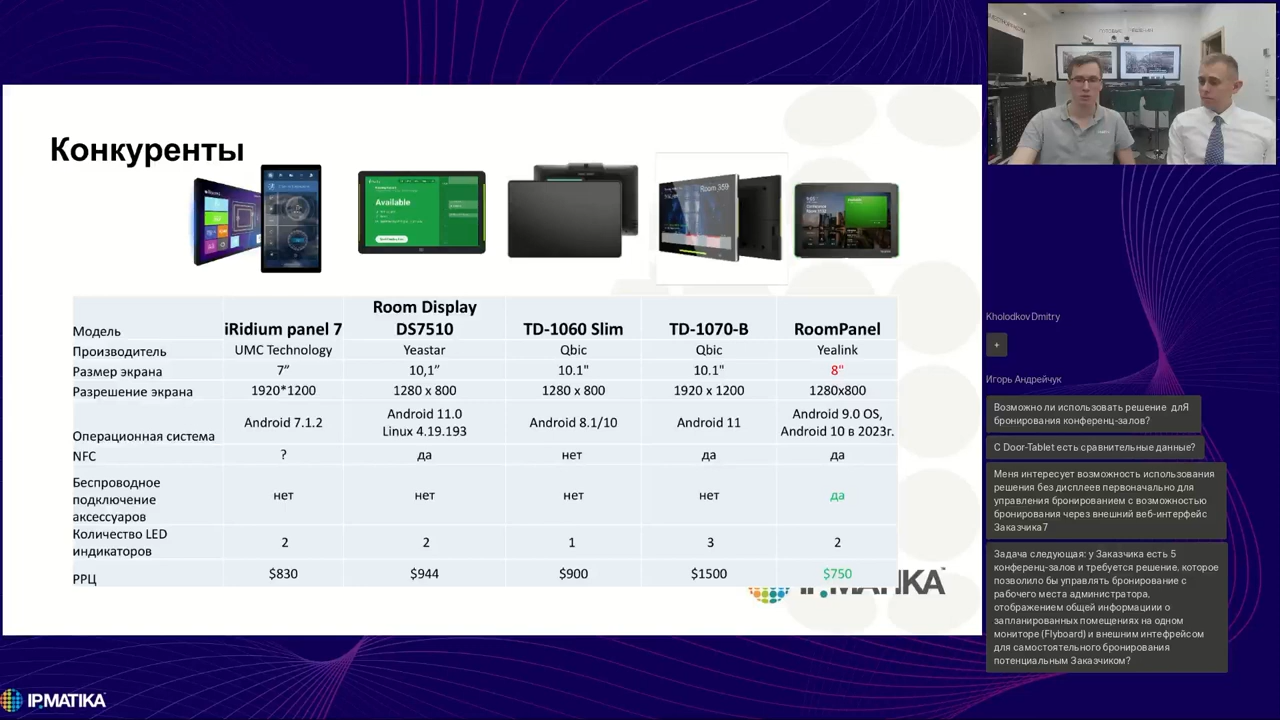 Конкуренты
Available
Room 369
Модель iRidium panel 7 Room Display DS7510 TD-1060 Slim TD-1070-B RoomPanel
Производитель UMC Technology Yeastar Qbic Qbic Yealink
Размер экрана 7” 10,1” 10.1" 10.1" 8"
Разрешение экрана 1920*1200 1280 x 800 1280 x 800 1920 x 1200 1280x800
Операционная система Android 7.1.2 Android 11.0 Linux 4.19.193 Android 8.1/10 Android 11 Android 9.0 OS, Android 10 в 2023г.
NFC ? да нет да да
Беспроводное подключение аксессуаров нет нет нет нет да
Количество LED индикаторов 2 2 1 3 2
РРЦ $830 $944 $900 $1500 $750
IP.MATIKA
IP.MATIKA
Kholodkov Dmitry
+
Игорь Андрейчук
Возможно ли использовать решение длЯ
бронирования конференц-залов?
С Door-Tablet есть сравнительные данные?
Меня интересует возможность использования
решения без дисплеев первоначально для
управления бронированием с возможностью
бронирования через внешний веб-интерфейс
Заказчика7
Задача следующая: у Заказчика есть 5
конференц-залов и требуется решение, которое
позволило бы управлять бронирование с
рабочего места администратора,
отображением общей информациии о
запланированных помещениях на одном
мониторе (Flyboard) и внешним интефрейсом
для самостоятельного бронирования
потенциальным Заказчиком?